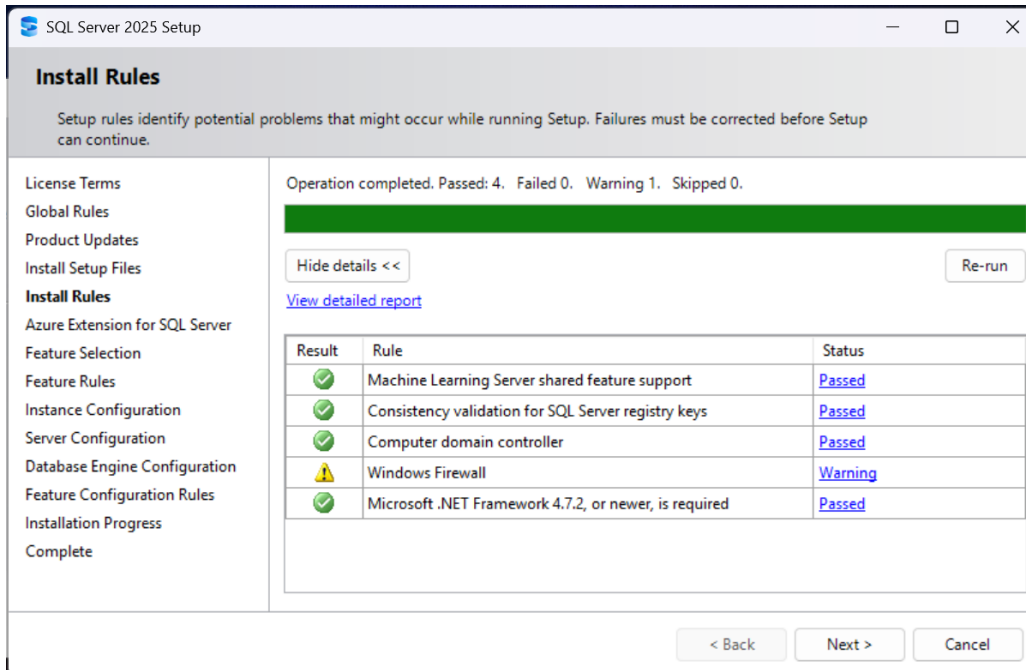 SQL Server 2025 Setup
Install Rules
Setup rules identify potential problems that might occur while running Setup. Failures must be corrected before Setup
can continue.
License Terms
Global Rules
Product Updates
Install Setup Files
Install Rules
Azure Extension for SQL Server
Feature Selection
Feature Rules
Instance Configuration
Server Configuration
Database Engine Configuration
Feature Configuration Rules
Installation Progress
Complete
Operation completed. Passed: 4. Failed 0. Warning 1. Skipped 0.
Hide details <<
Re-run
View detailed report
Result Rule Status
Machine Learning Server shared feature support Passed
Consistency validation for SQL Server registry keys Passed
Computer domain controller Passed
Windows Firewall Warning
Microsoft .NET Framework 4.7.2, or newer, is required Passed
< Back Next > Cancel